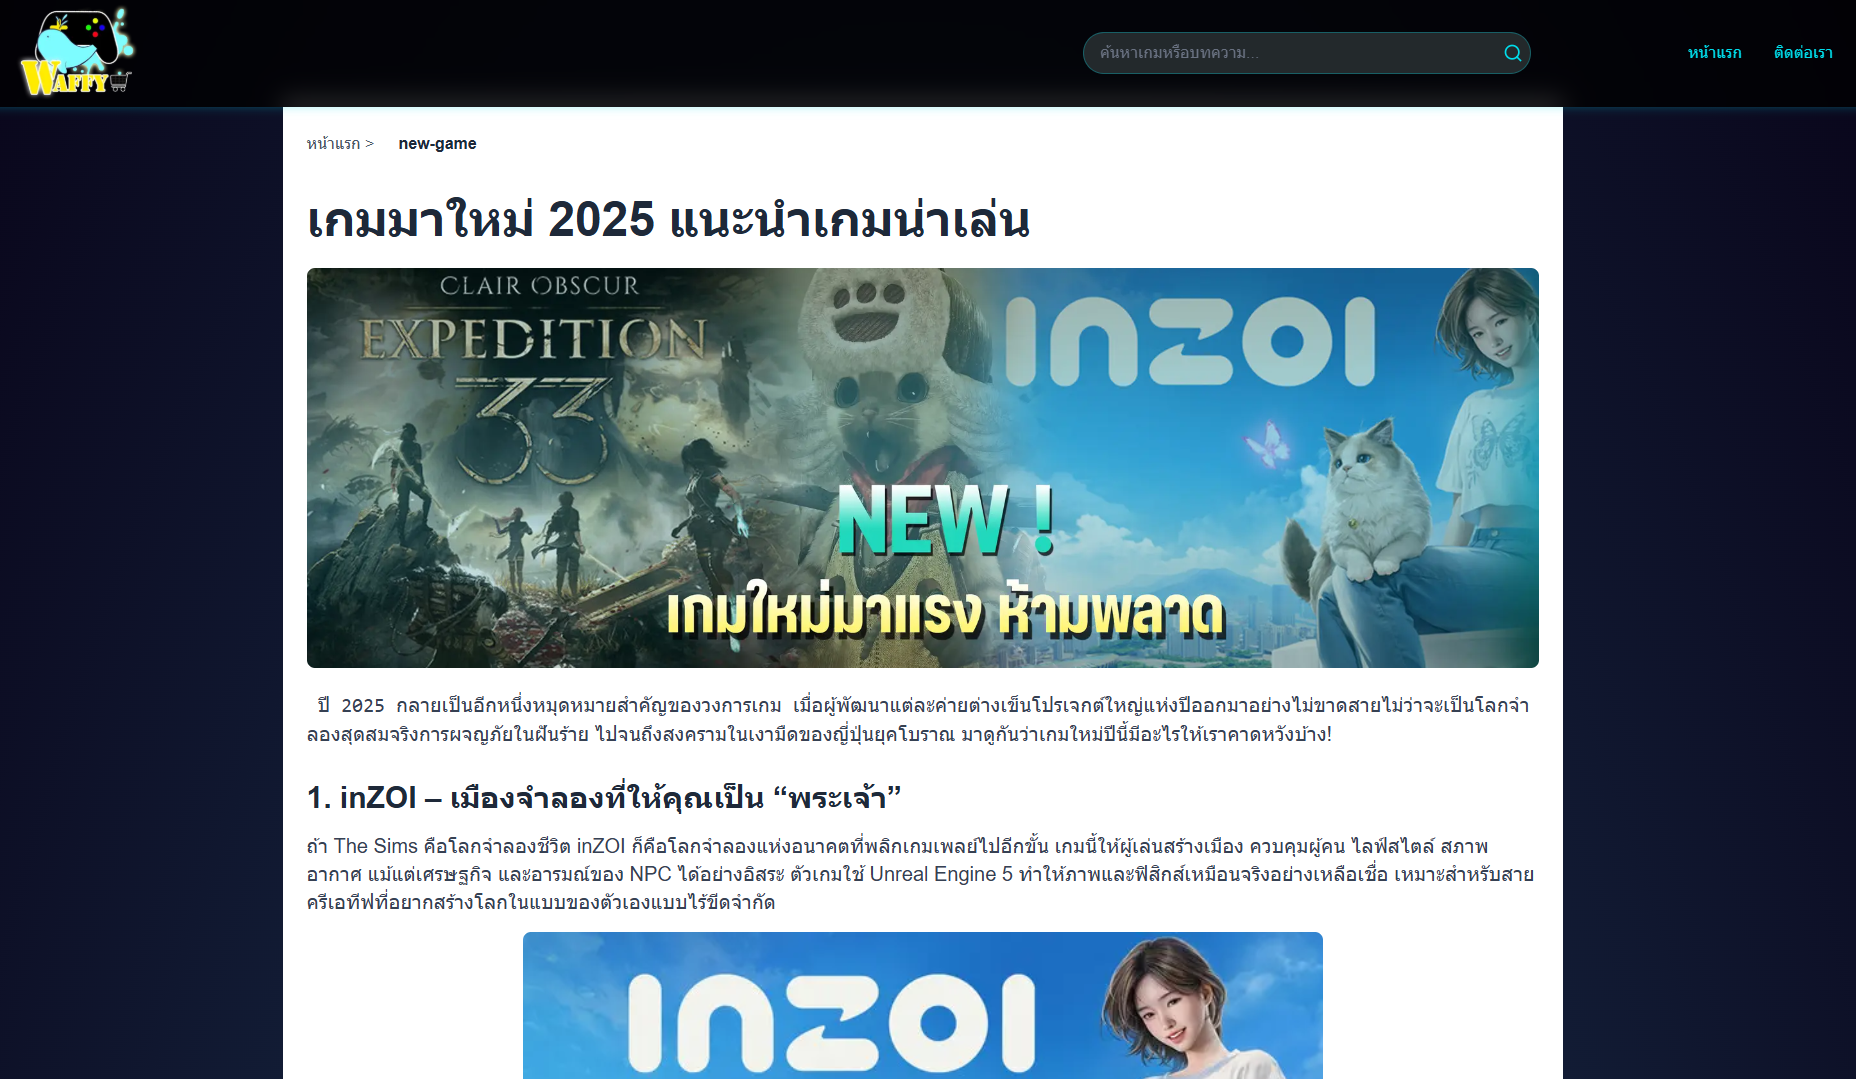 WAFFY
ค้นหาเกมหรือบทความ...
หน้าแรก
ติดต่อเรา
หน้าแรก >
new-game
เกมมาใหม่ 2025 แนะนำเกมน่าเล่น
CLAIR OBSCUR
EXPEDITION
33
inZOI
NEW !
เกมใหม่มาแรง ห้ามพลาด
ปี 2025 กลายเป็นอีกหนึ่งหมุดหมายสำคัญของวงการเกม เมื่อผู้พัฒนาแต่ละค่ายต่างเข็นโปรเจกต์ใหญ่แห่งปีออกมาอย่างไม่ขาดสายไม่ว่าจะเป็นโลกจำ
ลองสุดสมจริงการผจญภัยในฝันร้าย ไปจนถึงสงครามในเงามืดของญี่ปุ่นยุคโบราณ มาดูกันว่าเกมใหม่ปีนี้มีอะไรให้เราคาดหวังบ้าง!
1. inZOI – เมืองจำลองที่ให้คุณเป็น “พระเจ้า”
ถ้า The Sims คือโลกจำลองชีวิต inZOI ก็คือโลกจำลองแห่งอนาคตที่พลิกเกมเพลย์ไปอีกขั้น เกมนี้ให้ผู้เล่นสร้างเมือง ควบคุมผู้คน ไลฟ์สไตล์ สภาพ
อากาศ แม้แต่เศรษฐกิจ และอารมณ์ของ NPC ได้อย่างอิสระ ตัวเกมใช้ Unreal Engine 5 ทำให้ภาพและฟิสิกส์เหมือนจริงอย่างเหลือเชื่อ เหมาะสำหรับสาย
ครีเอทีฟที่อยากสร้างโลกในแบบของตัวเองแบบไร้ขีดจำกัด
inZOI